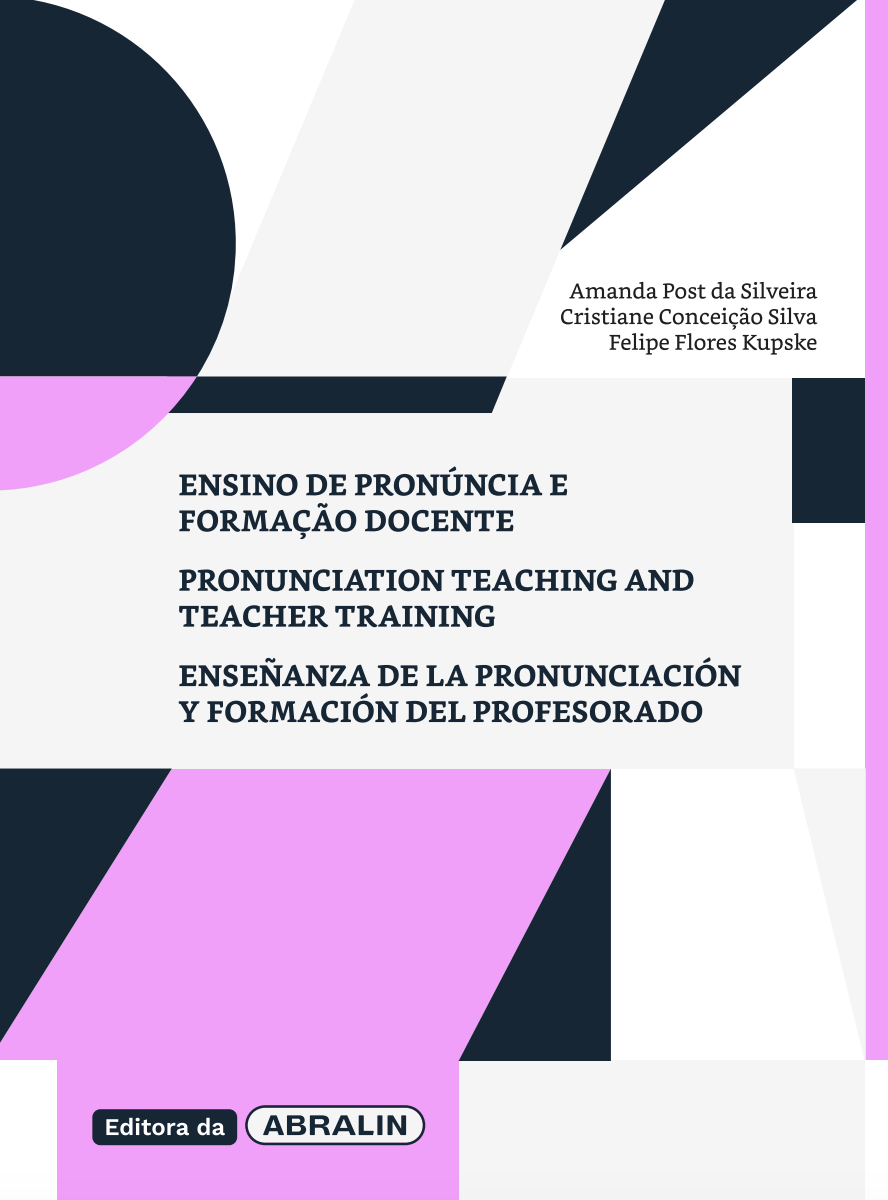 Amanda Post da Silveira
Cristiane Conceição Silva
Felipe Flores Kupske
ENSINO DE PRONÚNCIA E
FORMAÇÃO DOCENTE
PRONUNCIATION TEACHING AND
TEACHER TRAINING
ENSEÑANZA DE LA PRONUNCIACIÓN
Y FORMACIÓN DEL PROFESORADO
Editora da ABRALIN